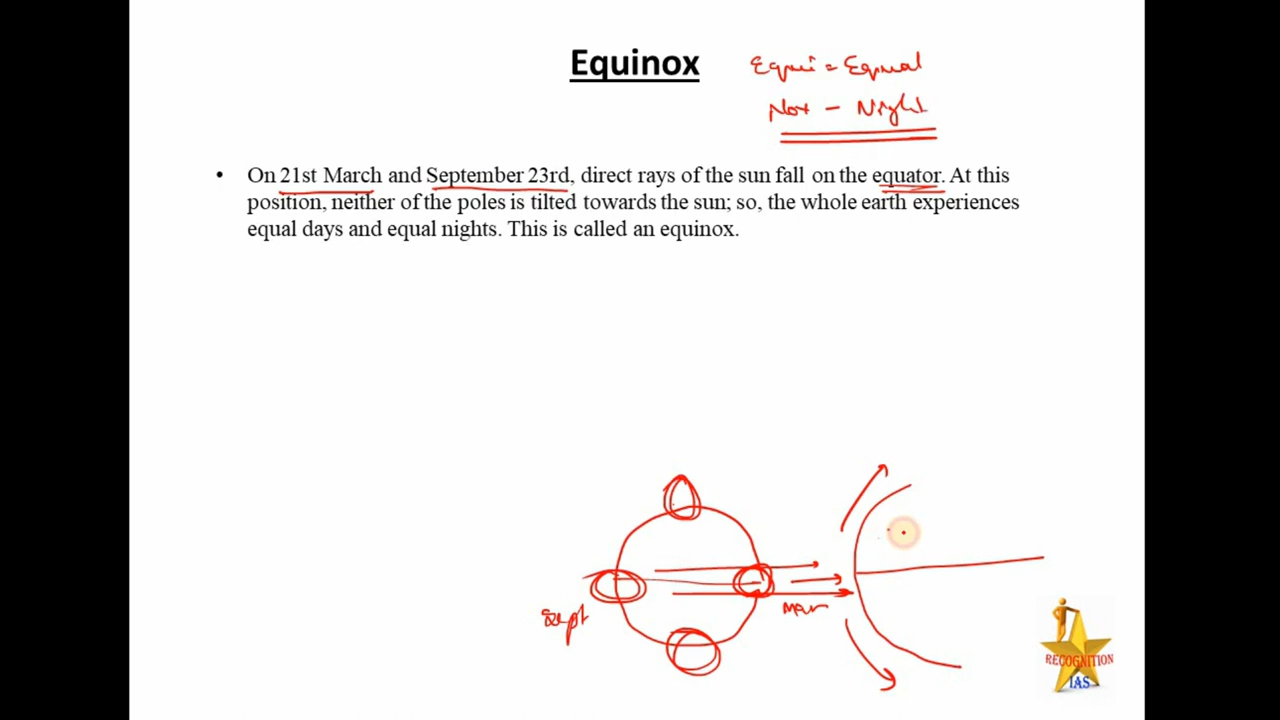 Equinox
Equi = Equal
Nox - Night
• On 21st March and September 23rd, direct rays of the sun fall on the equator. At this
position, neither of the poles is tilted towards the sun; so, the whole earth experiences
equal days and equal nights. This is called an equinox.
Sept
Mar
RECOGNITION
IAS